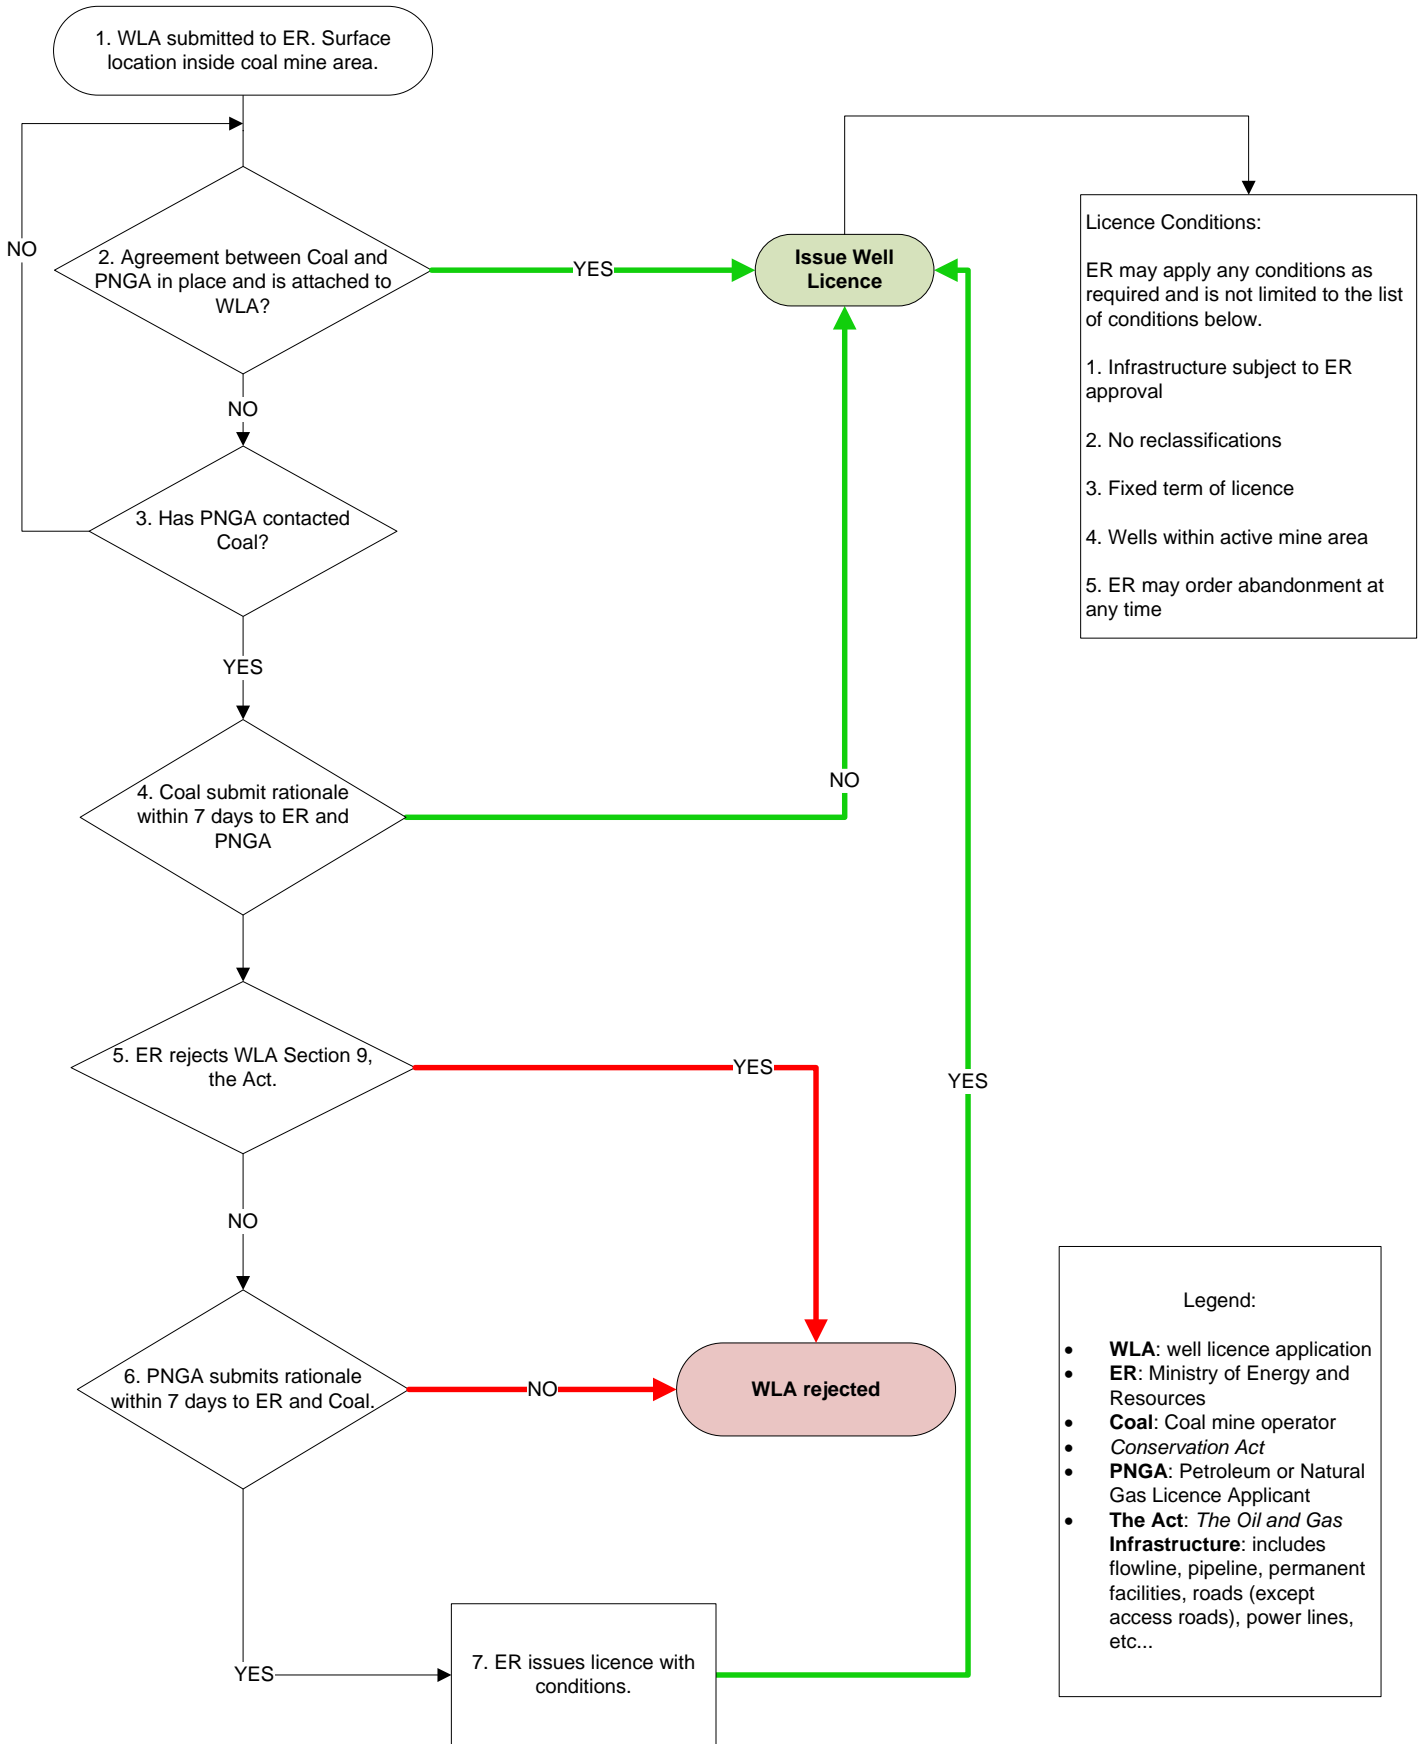 1. WLA submitted to ER. Surface
location inside coal mine area.
NO
2. Agreement between Coal and
PNGA in place and is attached to
WLA?
YES
Issue Well
Licence
Licence Conditions:
ER may apply any conditions as
required and is not limited to the list
of conditions below.
1. Infrastructure subject to ER
approval
2. No reclassifications
3. Fixed term of licence
4. Wells within active mine area
5. ER may order abandonment at
any time
NO
3. Has PNGA contacted
Coal?
YES
4. Coal submit rationale
within 7 days to ER and
PNGA
NO
5. ER rejects WLA Section 9,
the Act.
YES
YES
NO
6. PNGA submits rationale
within 7 days to ER and Coal.
NO
WLA rejected
YES
7. ER issues licence with
conditions.
Legend:
• WLA: well licence application
• ER: Ministry of Energy and
Resources
• Coal: Coal mine operator
• Conservation Act
• PNGA: Petroleum or Natural
Gas Licence Applicant
• The Act: The Oil and Gas
Infrastructure: includes
flowline, pipeline, permanent
facilities, roads (except
access roads), power lines,
etc...